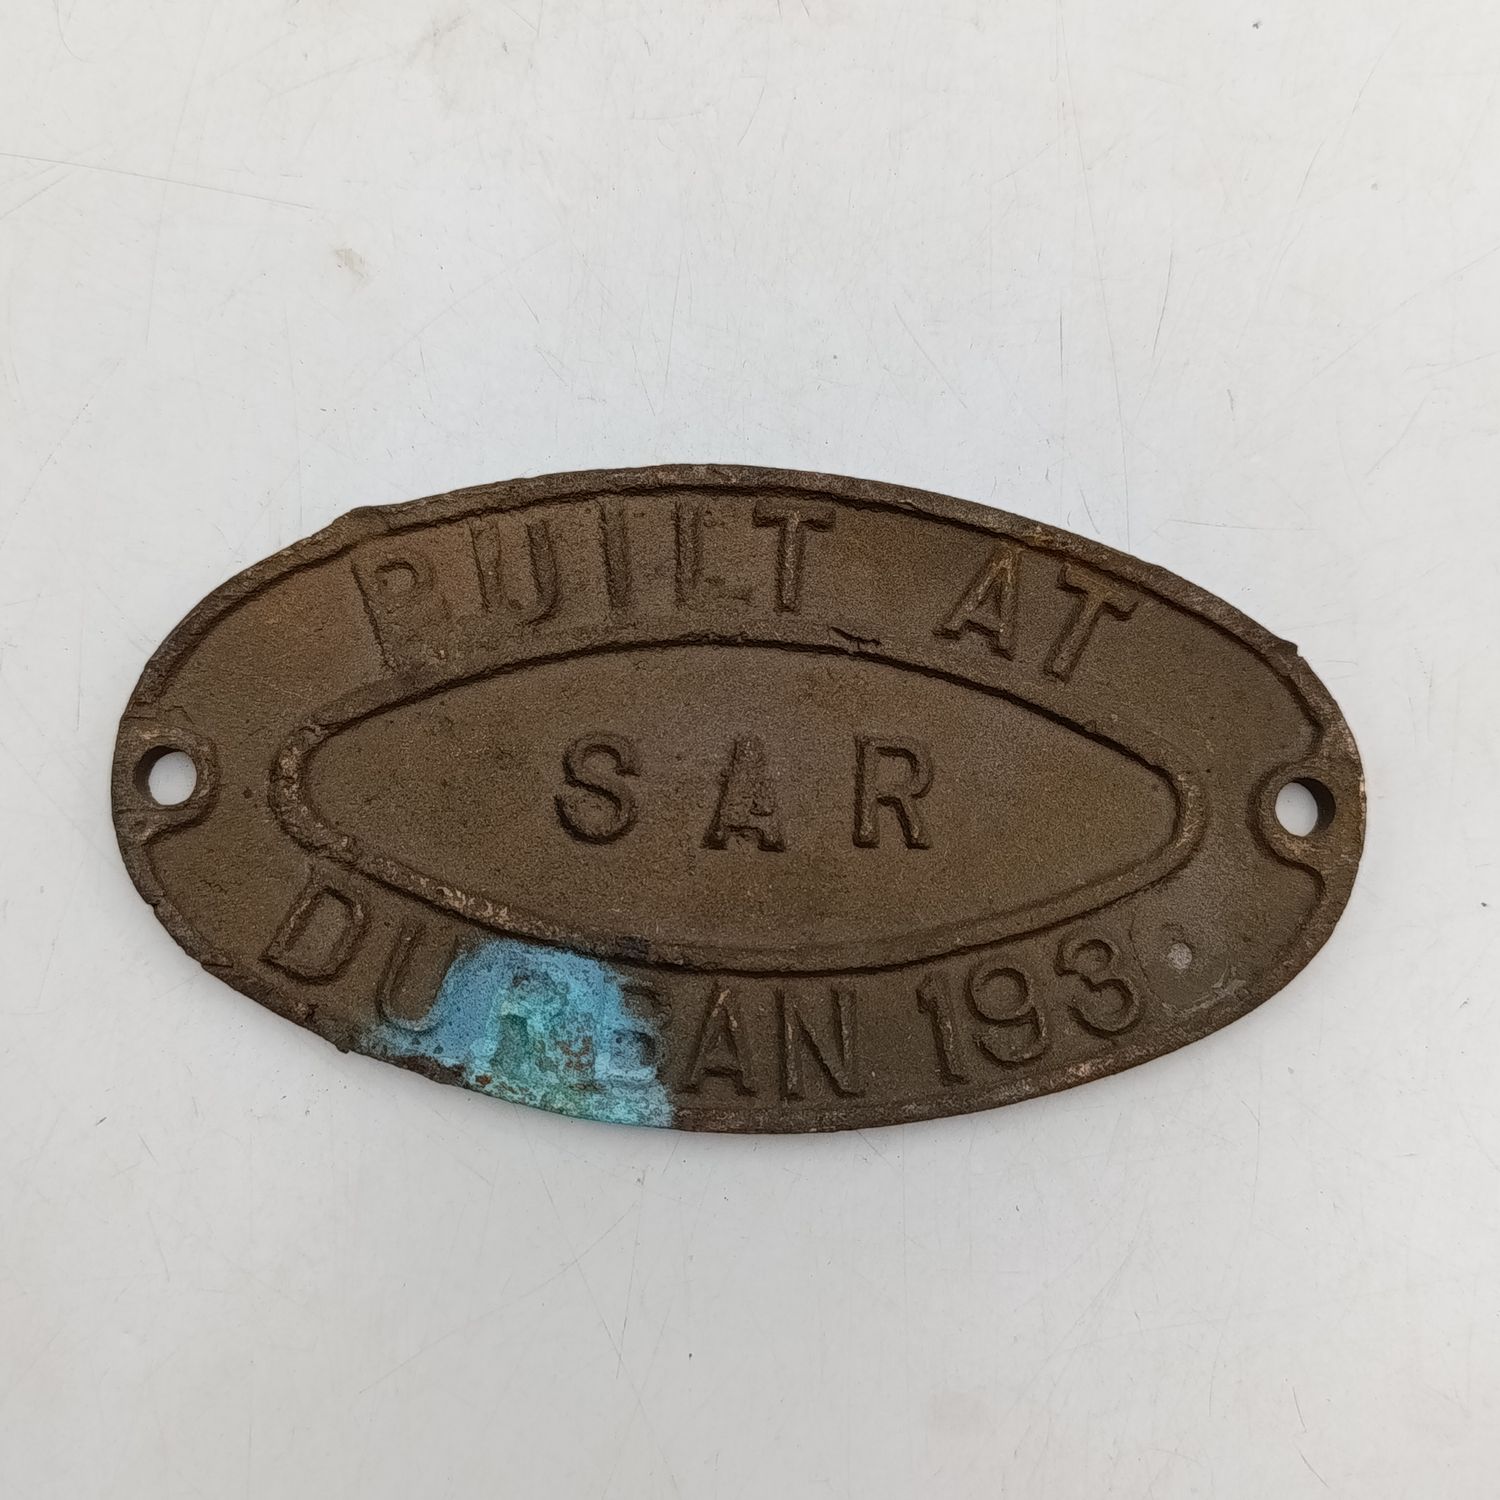 BUILT AT
SAR
DURBAN 193